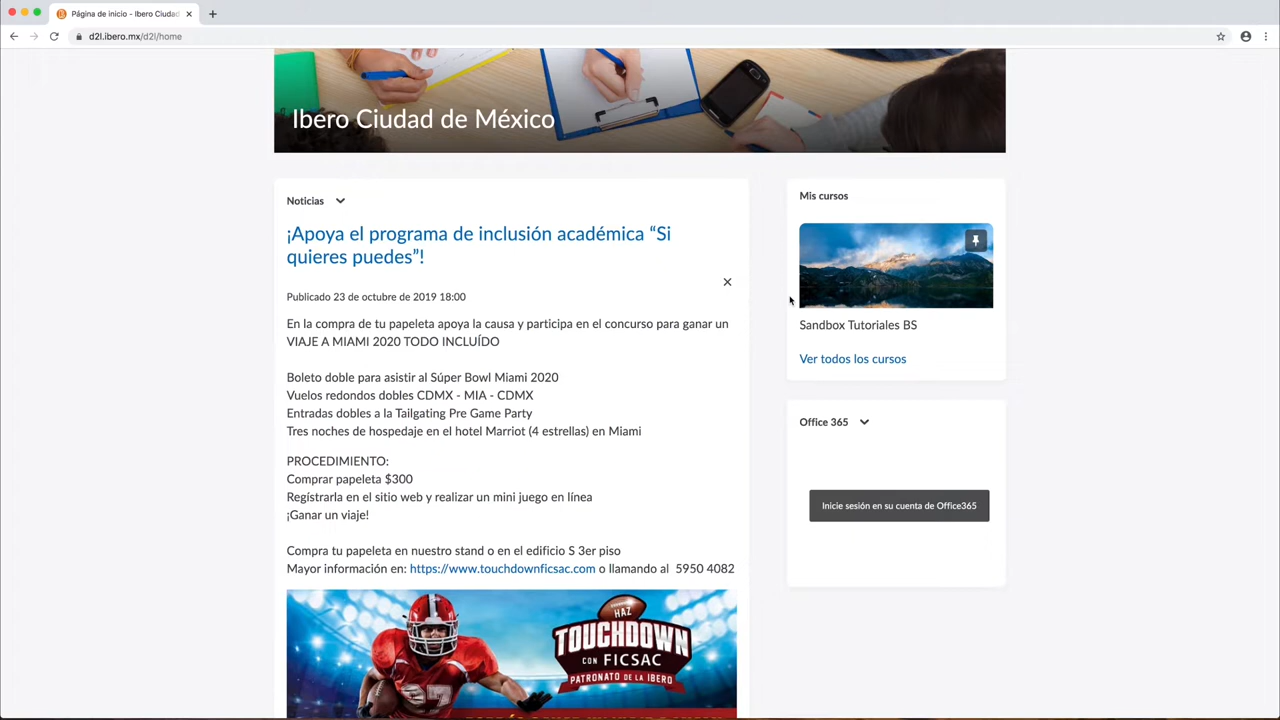 Página de inicio - Ibero Ciudad
d2l.ibero.mx/d2l/home
Ibero Ciudad de México
Noticias
¡Apoya el programa de inclusión académica “Si
quieres puedes”!
Publicado 23 de octubre de 2019 18:00
En la compra de tu papeleta apoya la causa y participa en el concurso para ganar un
VIAJE A MIAMI 2020 TODO INCLUÍDO
Boleto doble para asistir al Súper Bowl Miami 2020
Vuelos redondos dobles CDMX - MIA - CDMX
Entradas dobles a la Tailgating Pre Game Party
Tres noches de hospedaje en el hotel Marriot (4 estrellas) en Miami
PROCEDIMIENTO:
Comprar papeleta $300
Regístrarla en el sitio web y realizar un mini juego en línea
¡Ganar un viaje!
Compra tu papeleta en nuestro stand o en el edificio S 3er piso
Mayor información en: https://www.touchdownficsac.com o llamando al 5950 4082
HAZ
TOUCHDOWN
CON FICSAC
PATRONATO DE LA IBERO
Mis cursos
Sandbox Tutoriales BS
Ver todos los cursos
Office 365
Inicie sesión en su cuenta de Office365